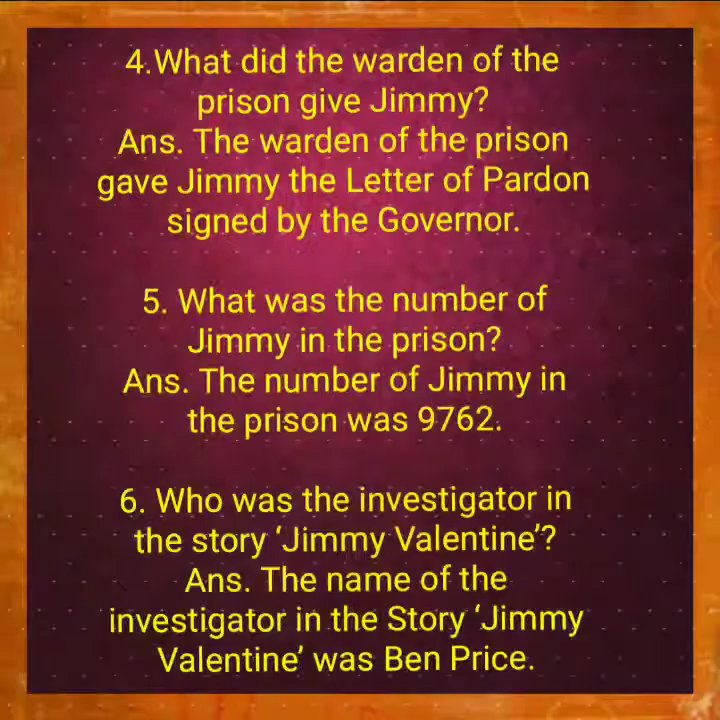 4.What did the warden of the
prison give Jimmy?
Ans. The warden of the prison
gave Jimmy the Letter of Pardon
signed by the Governor.
5. What was the number of
Jimmy in the prison?
Ans. The number of Jimmy in
the prison was 9762.
6. Who was the investigator in
the story ‘Jimmy Valentine’?
Ans. The name of the
investigator in the Story ‘Jimmy
Valentine’ was Ben Price.